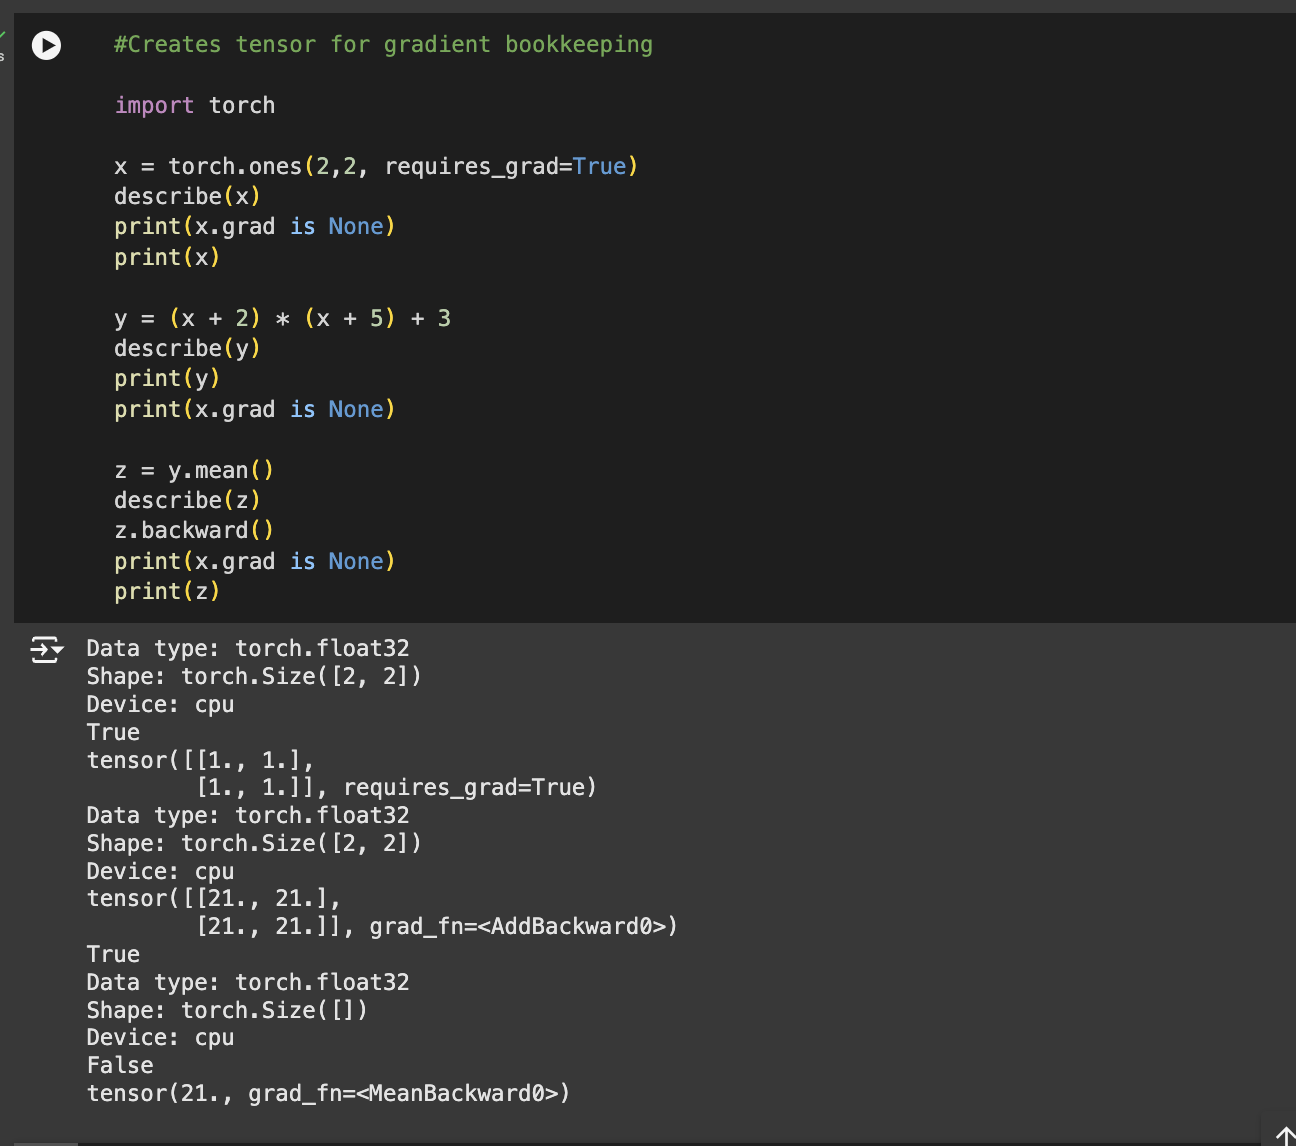 #Creates tensor for gradient bookkeeping
import torch
x = torch.ones(2,2, requires_grad=True)
describe(x)
print(x.grad is None)
print(x)
y = (x + 2) * (x + 5) + 3
describe(y)
print(y)
print(x.grad is None)
z = y.mean()
describe(z)
z.backward()
print(x.grad is None)
print(z)
Data type: torch.float32
Shape: torch.Size([2, 2])
Device: cpu
True
tensor([[1., 1.],
[1., 1.]], requires_grad=True)
Data type: torch.float32
Shape: torch.Size([2, 2])
Device: cpu
tensor([[21., 21.],
[21., 21.]], grad_fn=<AddBackward0>)
True
Data type: torch.float32
Shape: torch.Size([])
Device: cpu
False
tensor(21., grad_fn=<MeanBackward0>)